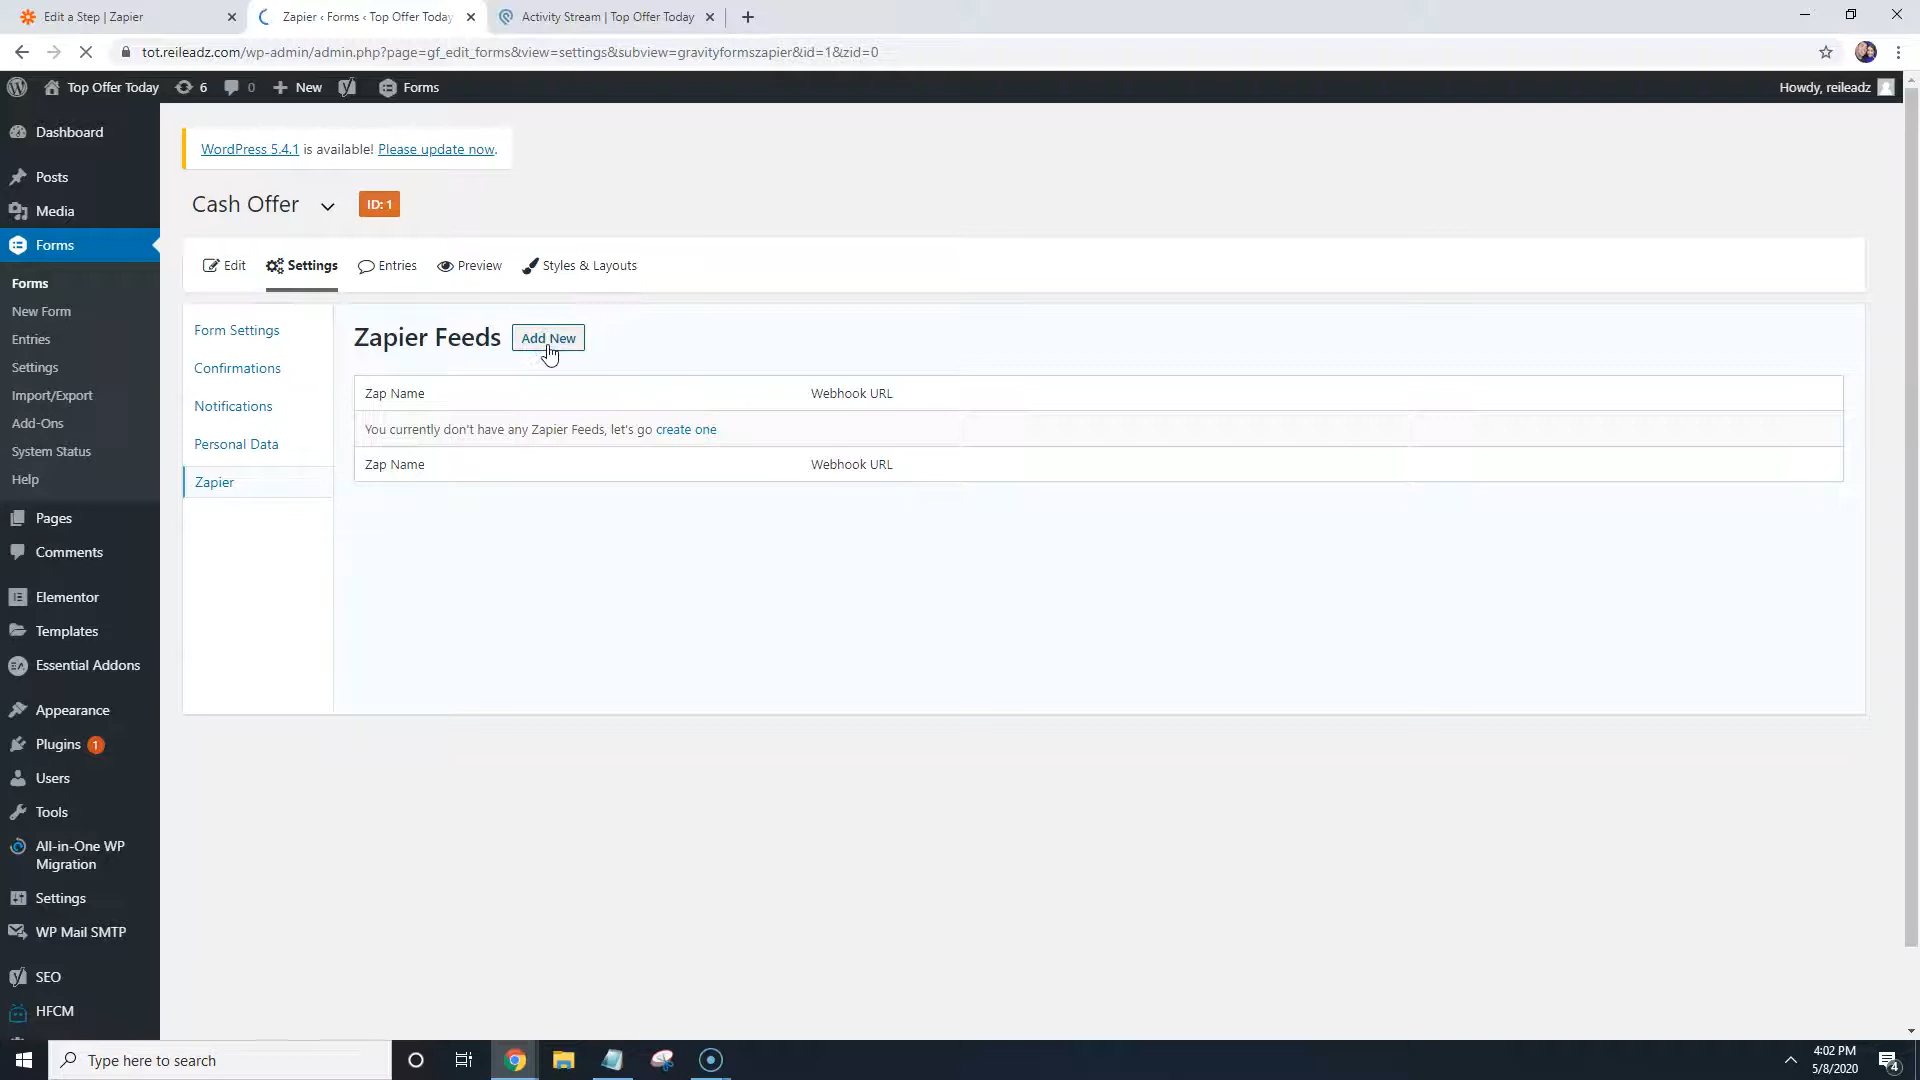 Edit a Step | Zapier
Zapier ‹ Forms ‹ Top Offer Today
Activity Stream | Top Offer Today
tot.reileadz.com/wp-admin/admin.php?page=gf_edit_forms&view=settings&subview=gravityformszapier&id=1&zid=0
Top Offer Today
6
0
New
Forms
Howdy, reileadz
Dashboard
Posts
Media
Forms
Forms
New Form
Entries
Settings
Import/Export
Add-Ons
System Status
Help
Pages
Comments
Elementor
Templates
Essential Addons
Appearance
Plugins 1
Users
Tools
All-in-One WP
Migration
Settings
WP Mail SMTP
SEO
HFCM
WordPress 5.4.1 is available! Please update now.
Cash Offer
ID: 1
Edit
Settings
Entries
Preview
Styles & Layouts
Form Settings
Confirmations
Notifications
Personal Data
Zapier
Zapier Feeds
Add New
Zap Name
Webhook URL
You currently don't have any Zapier Feeds, let's go create one
Zap Name
Webhook URL
Type here to search
4:02 PM
5/8/2020
4